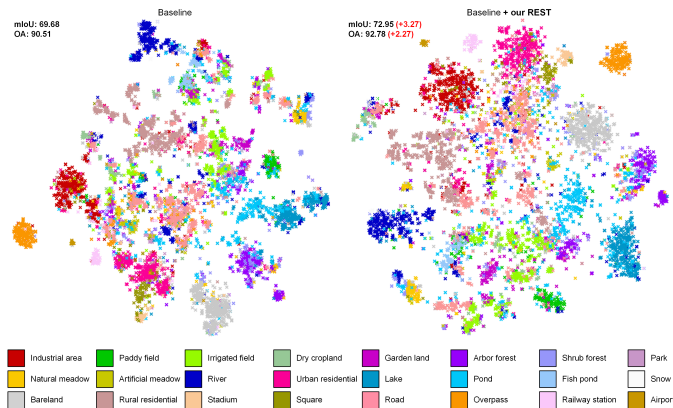 Baseline
mIoU: 69.68
OA: 90.51
Baseline + our REST
mIoU: 72.95 (+3.27)
OA: 92.78 (+2.27)
Industrial area
Paddy field
Irrigated field
Dry cropland
Garden land
Arbor forest
Shrub forest
Park
Natural meadow
Artificial meadow
River
Urban residential
Lake
Pond
Fish pond
Snow
Bareland
Rural residential
Stadium
Square
Road
Overpass
Railway station
Airpor